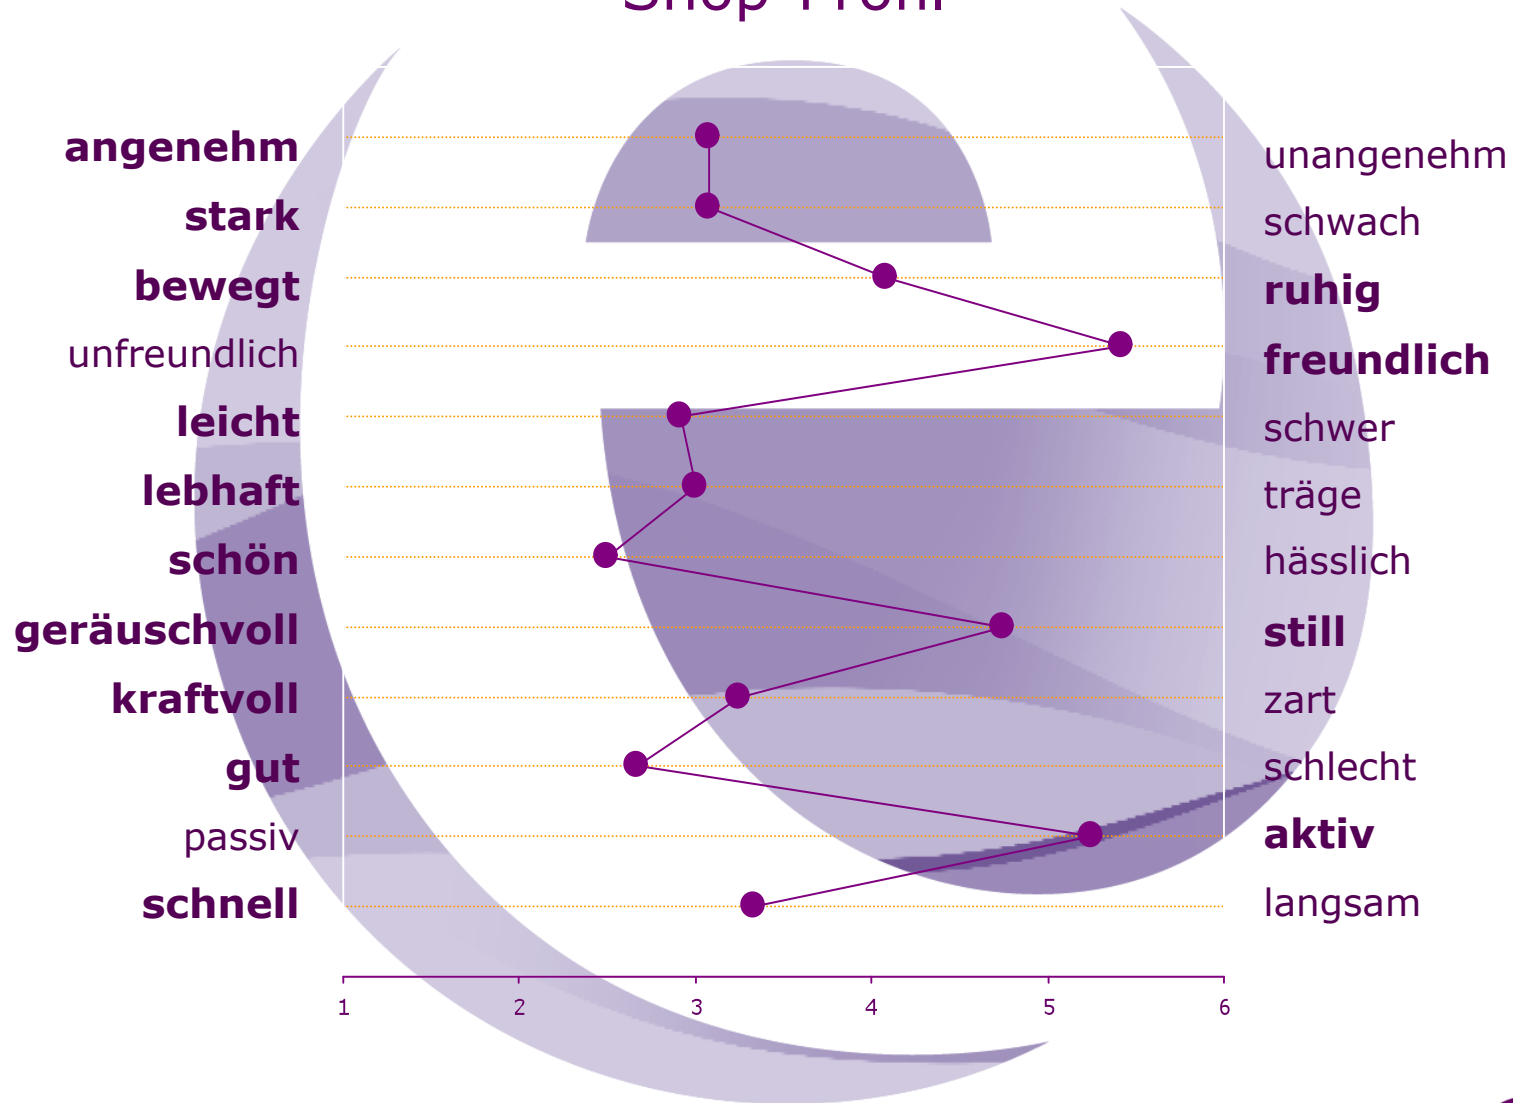 Shop-Profil
angenehm unangenehm
stark schwach
bewegt ruhig
unfreundlich freundlich
leicht schwer
lebhaft träge
schön hässlich
geräuschvoll still
kraftvoll zart
gut schlecht
passiv aktiv
schnell langsam
1 2 3 4 5 6